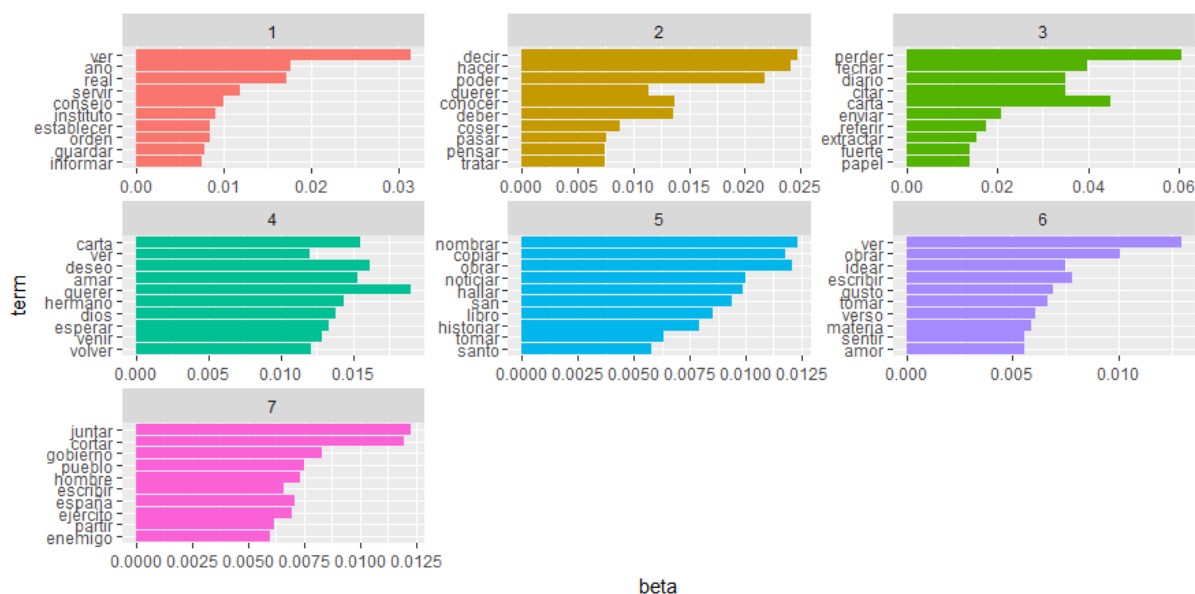 1
ver
año
real
servir
consejo
instituto
establecer
orden
guardar
informar
0.00 0.01 0.02 0.03
2
decir
hacer
poder
querer
conocer
deber
coser
pasar
pensar
tratar
0.000 0.005 0.010 0.015 0.020 0.025
3
perder
fechar
diario
citar
carta
enviar
referir
extractar
fuerte
papel
0.00 0.02 0.04 0.06
4
carta
ver
deseo
amar
querer
hermano
dios
esperar
venir
volver
0.000 0.005 0.010 0.015
5
nombrar
copiar
obrar
noticiar
hallar
san
libro
historiar
tomar
santo
0.0000 0.0025 0.0050 0.0075 0.0100 0.0125
6
ver
obrar
idear
escribir
gusto
tomar
verso
materia
sentir
amor
0.000 0.005 0.010
7
juntar
cortar
gobierno
pueblo
hombre
escribir
españa
ejército
partir
enemigo
0.0000 0.0025 0.0050 0.0075 0.0100 0.0125
term
beta